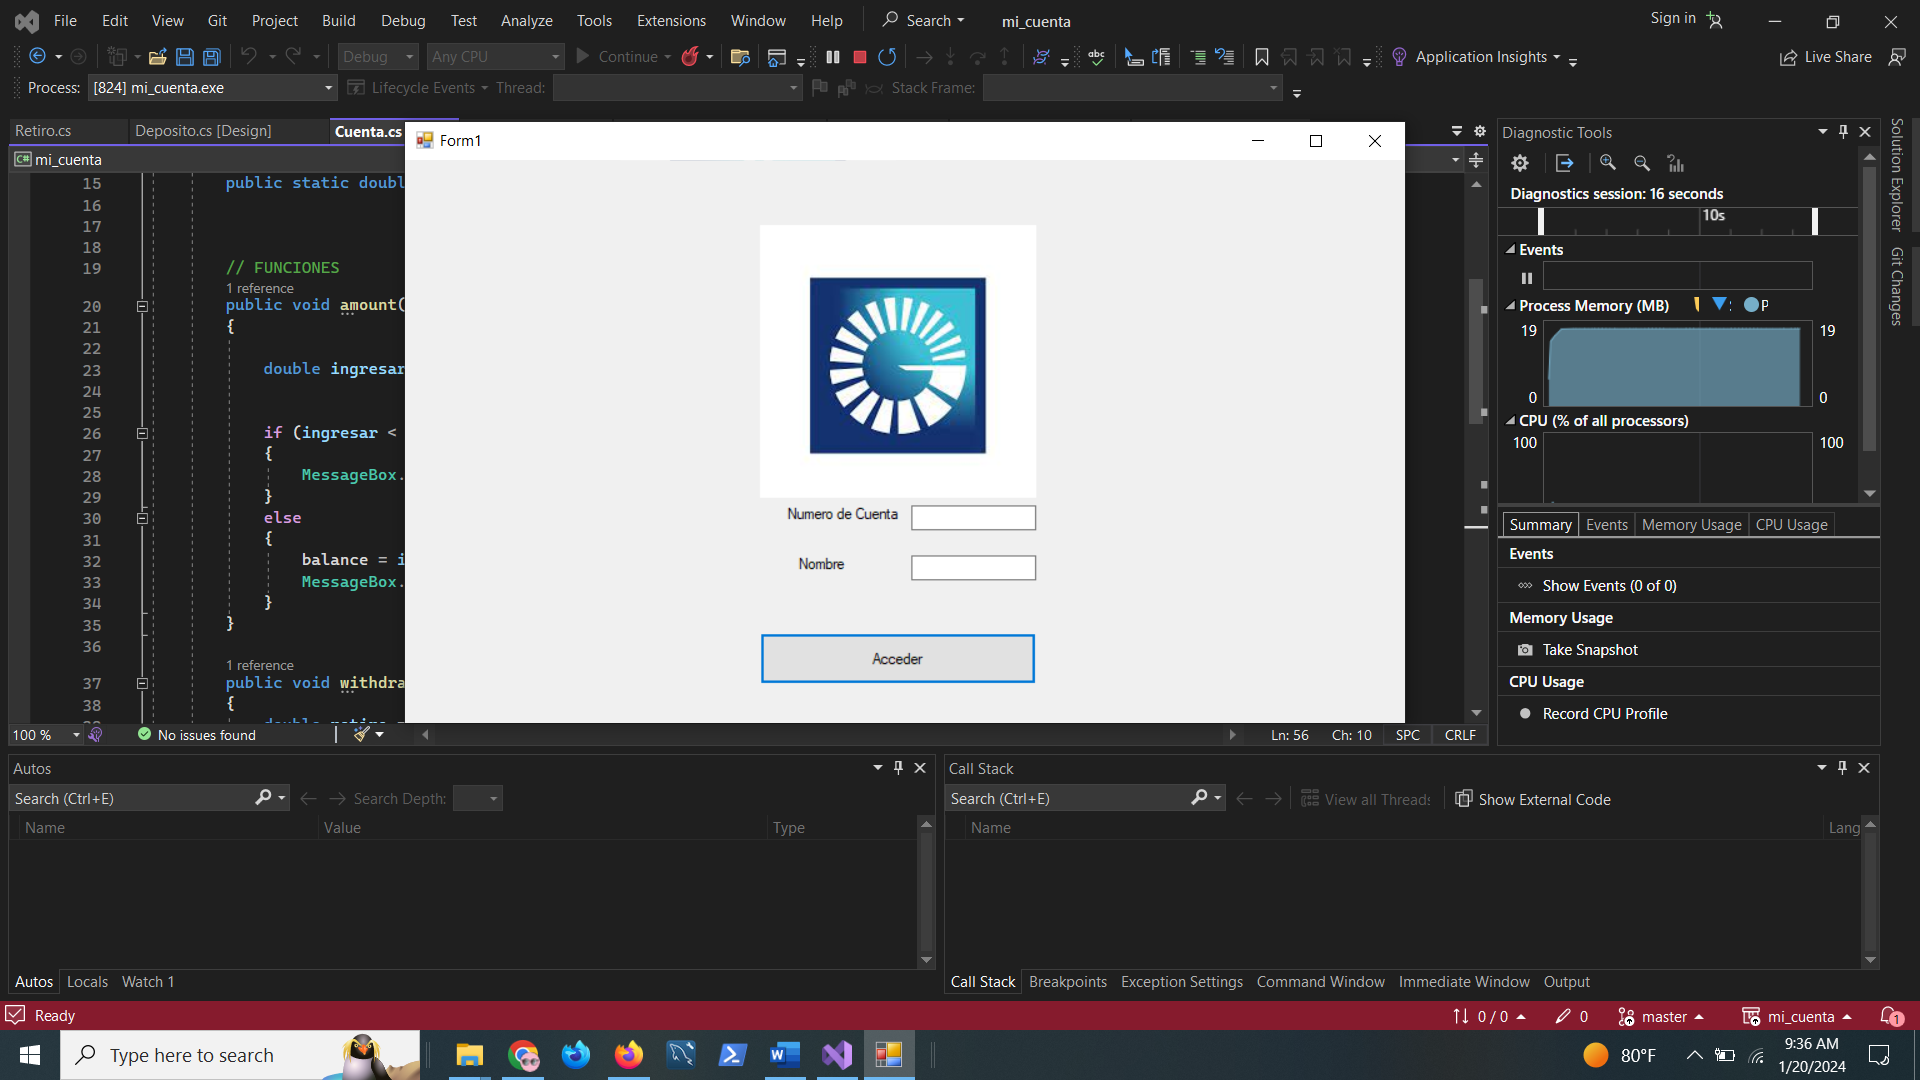 File Edit View Git Project Build Debug Test Analyze Tools Extensions Window Help Search mi_cuenta Sign in
Debug Any CPU Continue Application Insights Live Share
Process: [824] mi_cuenta.exe Lifecycle Events Thread: Stack Frame:
Retiro.cs Deposito.cs [Design] Cuenta.cs
Form1
mi_cuenta
15 public static doubl
16
17
18
19 // FUNCIONES
1 reference
20 public void amount(
21 {
22
23 double ingresar
24
25
26 if (ingresar <
27 {
28 MessageBox.
29 }
30 else
31 {
32 balance = i
33 MessageBox.
34 }
35 }
36
1 reference
37 public void withdra
38 {
100 % No issues found Ln: 56 Ch: 10 SPC CRLF
Numero de Cuenta
Nombre
Acceder
Diagnostic Tools
Diagnostics session: 16 seconds
10s
Events
Process Memory (MB) P
19 19
0 0
CPU (% of all processors)
100 100
Summary Events Memory Usage CPU Usage
Events
Show Events (0 of 0)
Memory Usage
Take Snapshot
CPU Usage
Record CPU Profile
Solution Explorer
Git Changes
Autos
Search (Ctrl+E) Search Depth:
Name Value Type
Autos Locals Watch 1
Call Stack
Search (Ctrl+E) View all Threads Show External Code
Name Lang
Call Stack Breakpoints Exception Settings Command Window Immediate Window Output
Ready 0 / 0 0 master mi_cuenta 1
Type here to search 80°F 9:36 AM
1/20/2024